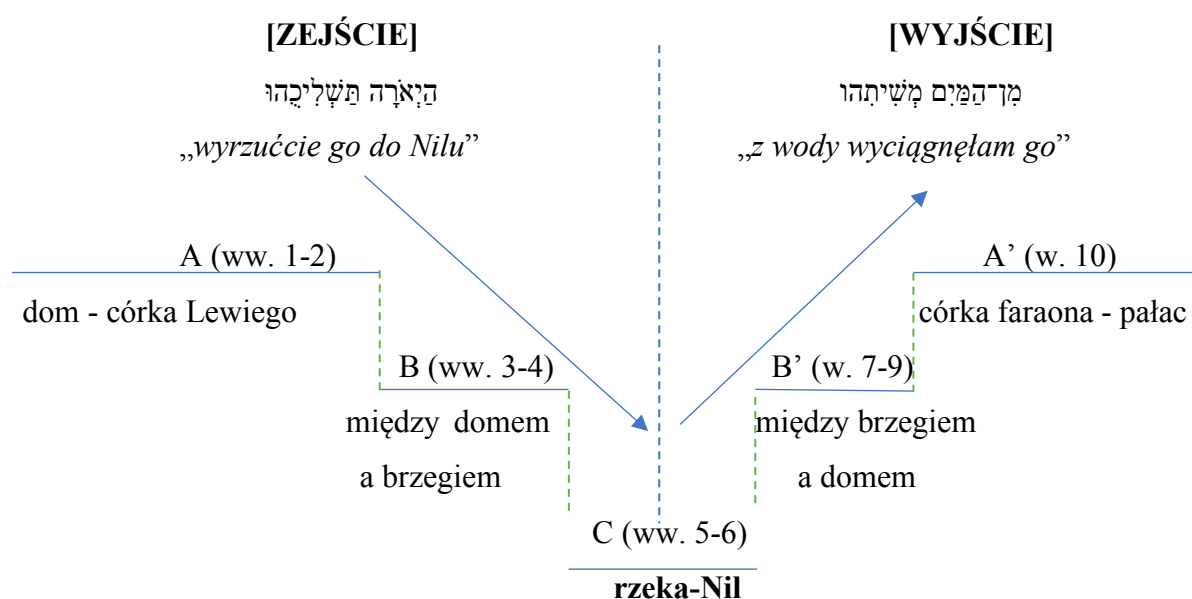 [ZEJŚCIE]
[WYJŚCIE]
הַיְאֹרָה תַּשְׁלִיכֻהוּ
מִן־הַמַּיִם מְשִׁיתִהו
„wyrzućcie go do Nilu”
„z wody wyciągnęłam go”
A (ww. 1-2)
A’ (w. 10)
dom - córka Lewiego
córka faraona - pałac
B (ww. 3-4)
B’ (w. 7-9)
między domem
a brzegiem
między brzegiem
a domem
C (ww. 5-6)
rzeka-Nil